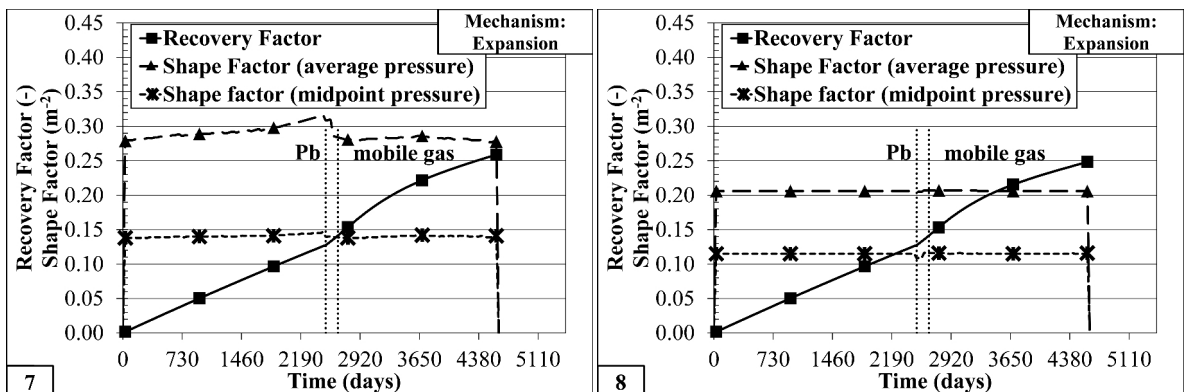 Mechanism:
Expansion
Recovery Factor
Shape Factor (average pressure)
Shape factor (midpoint pressure)
Recovery Factor (-)
Shape Factor (m-2)
0.45
0.40
0.35
0.30
0.25
0.20
0.15
0.10
0.05
0.00
Pb
mobile gas
0 730 1460 2190 2920 3650 4380 5110
Time (days)
7
Mechanism:
Expansion
Recovery Factor
Shape Factor (average pressure)
Shape factor (midpoint pressure)
Recovery Factor (-)
Shape Factor (m-2)
0.45
0.40
0.35
0.30
0.25
0.20
0.15
0.10
0.05
0.00
Pb
mobile gas
0 730 1460 2190 2920 3650 4380 5110
Time (days)
8